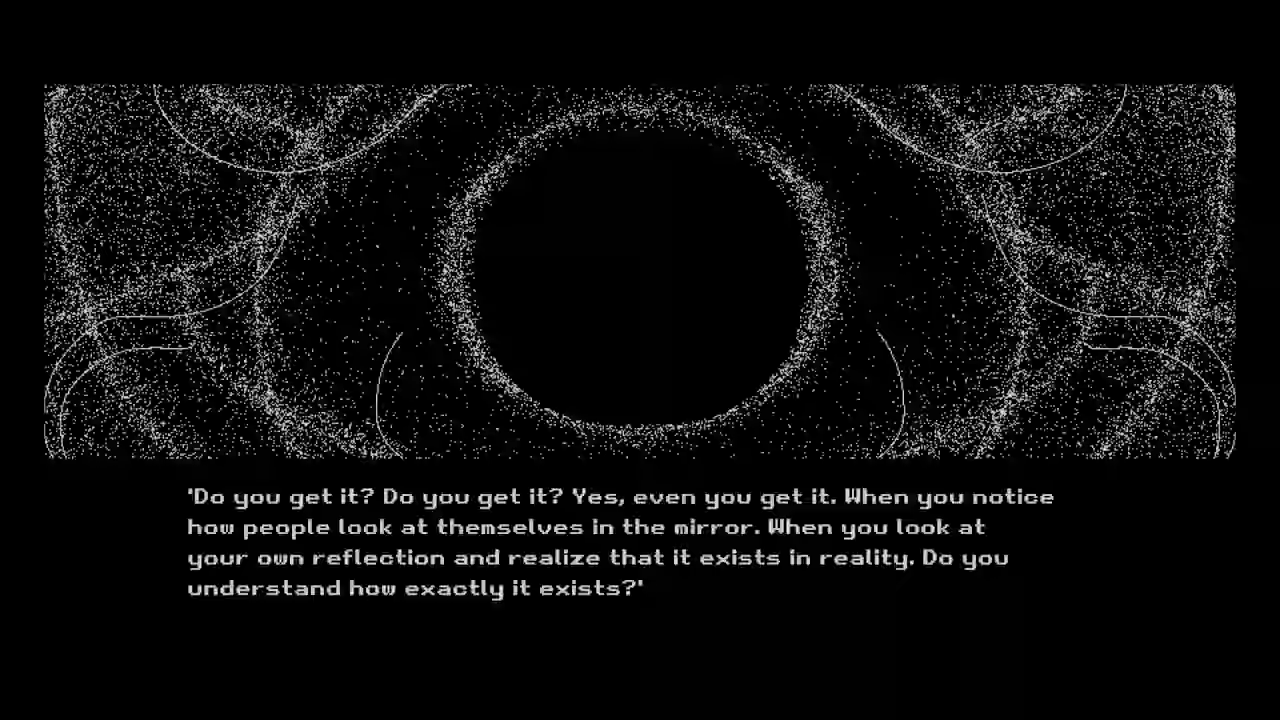 'Do you get it? Do you get it? Yes, even you get it. When you notice
how people look at themselves in the mirror. When you look at
your own reflection and realize that it exists in reality. Do you
understand how exactly it exists?'